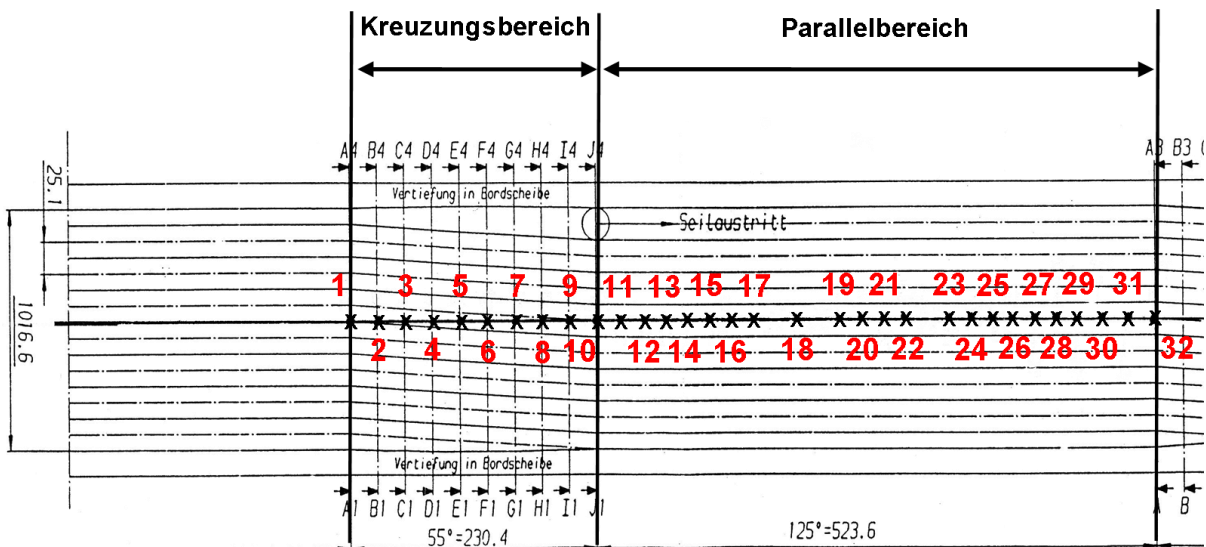 Kreuzungsbereich Parallelbereich
A4 B4 C4 D4 E4 F4 G4 H4 I4 J4 A3 B3
Vertiefung in Bordscheibe
25.1
Seilaustritt
1 3 5 7 9 11 13 15 17 19 21 23 25 27 29 31
X X X X X X X X X X X X X X X X X X X X X X X X X X X X X X X X
2 4 6 8 10 12 14 16 18 20 22 24 26 28 30 32
1016.6
Vertiefung in Bordscheibe
A1 B1 C1 D1 E1 F1 G1 H1 I1 J1 A B
55°=230.4 125°=523.6